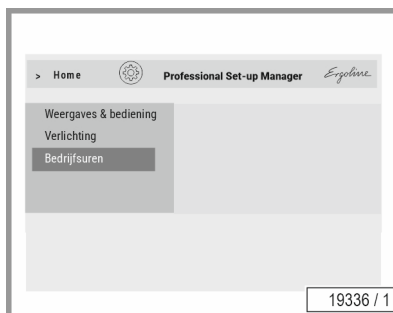 > Home Professional Set-up Manager Ergoline
Weergaves & bediening
Verlichting
Bedrijfsuren
19336 / 1